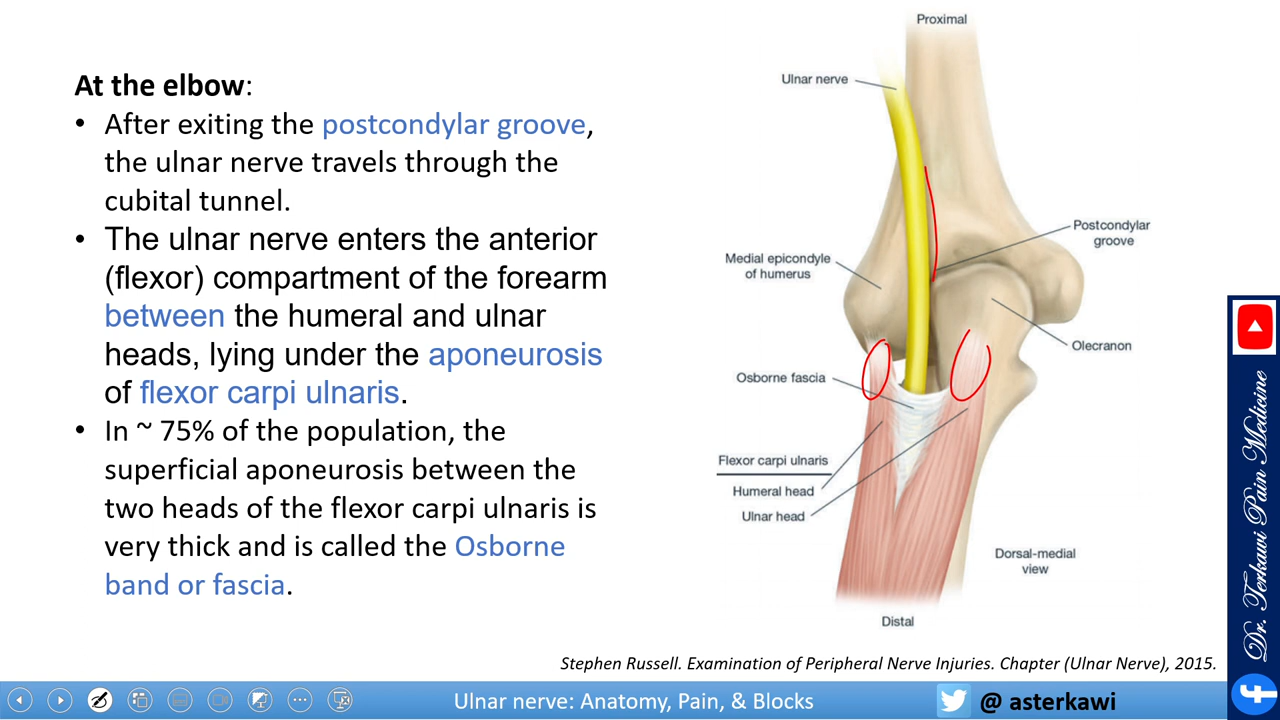 At the elbow:
• After exiting the postcondylar groove,
the ulnar nerve travels through the
cubital tunnel.
• The ulnar nerve enters the anterior
(flexor) compartment of the forearm
between the humeral and ulnar
heads, lying under the aponeurosis
of flexor carpi ulnaris.
• In ~ 75% of the population, the
superficial aponeurosis between the
two heads of the flexor carpi ulnaris is
very thick and is called the Osborne
band or fascia.
Proximal
Ulnar nerve
Postcondylar
groove
Medial epicondyle
of humerus
Olecranon
Osborne fascia
Flexor carpi ulnaris
Humeral head
Ulnar head
Dorsal-medial
view
Distal
Stephen Russell. Examination of Peripheral Nerve Injuries. Chapter (Ulnar Nerve), 2015.
Dr. Terkawi Pain Medicine
Ulnar nerve: Anatomy, Pain, & Blocks
@ asterkawi